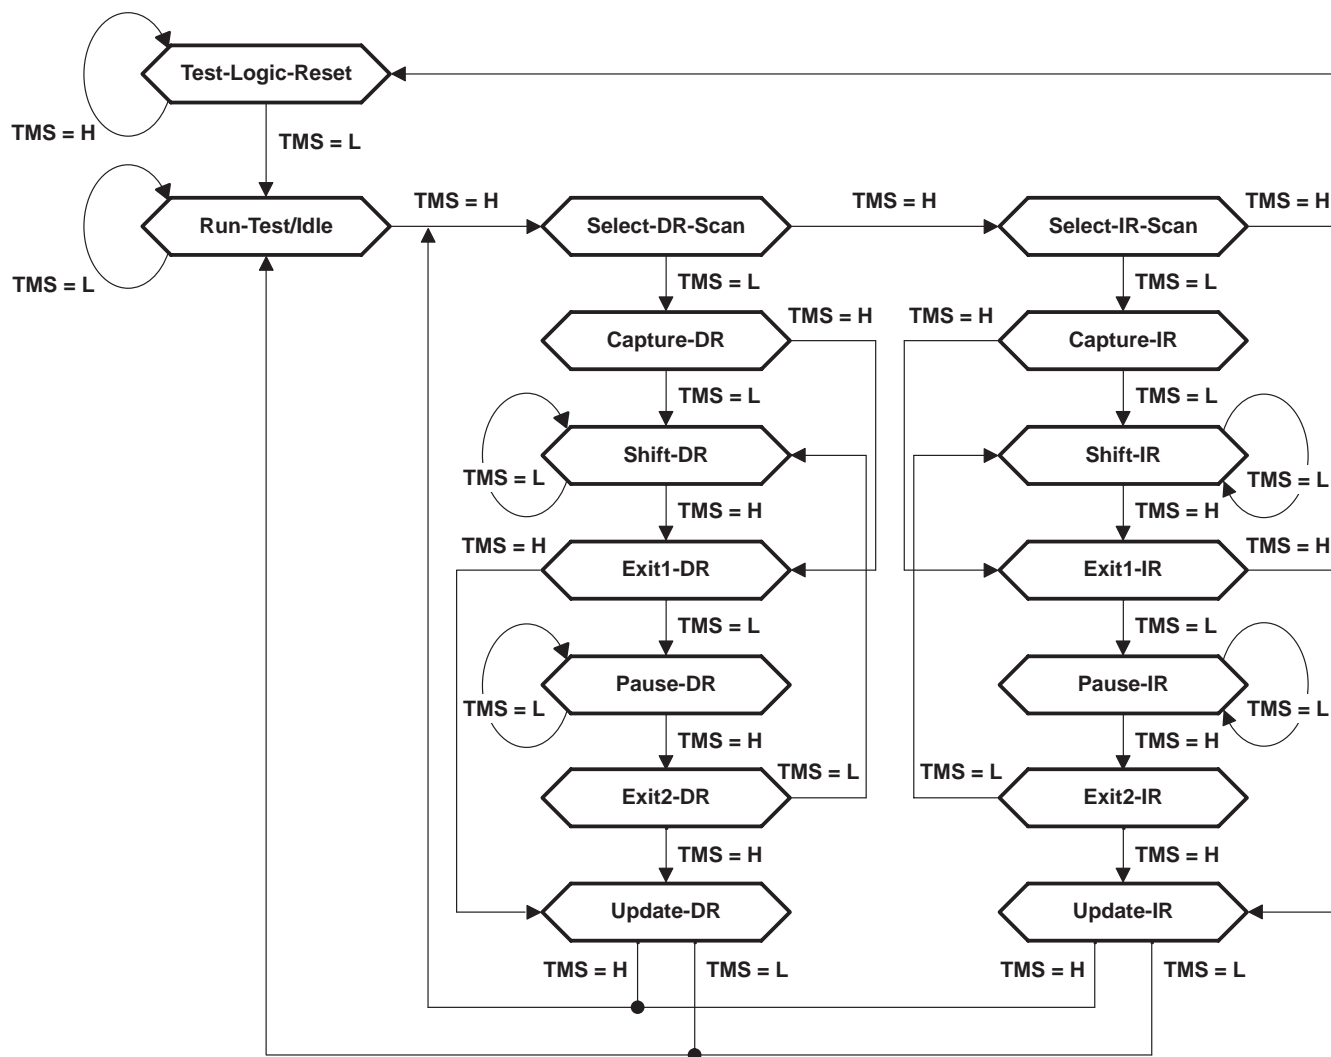 Test-Logic-Reset
TMS = H
TMS = L
TMS = H
TMS = H
TMS = H
Run-Test/Idle
Select-DR-Scan
Select-IR-Scan
TMS = L
TMS = L
TMS = L
TMS = H
TMS = H
Capture-DR
Capture-IR
TMS = L
TMS = L
Shift-DR
Shift-IR
TMS = L
TMS = L
TMS = H
TMS = H
TMS = H
TMS = H
Exit1-DR
Exit1-IR
TMS = L
TMS = L
Pause-DR
Pause-IR
TMS = L
TMS = L
TMS = H
TMS = H
TMS = L
TMS = L
Exit2-DR
Exit2-IR
TMS = H
TMS = H
Update-DR
Update-IR
TMS = H
TMS = L
TMS = H
TMS = L